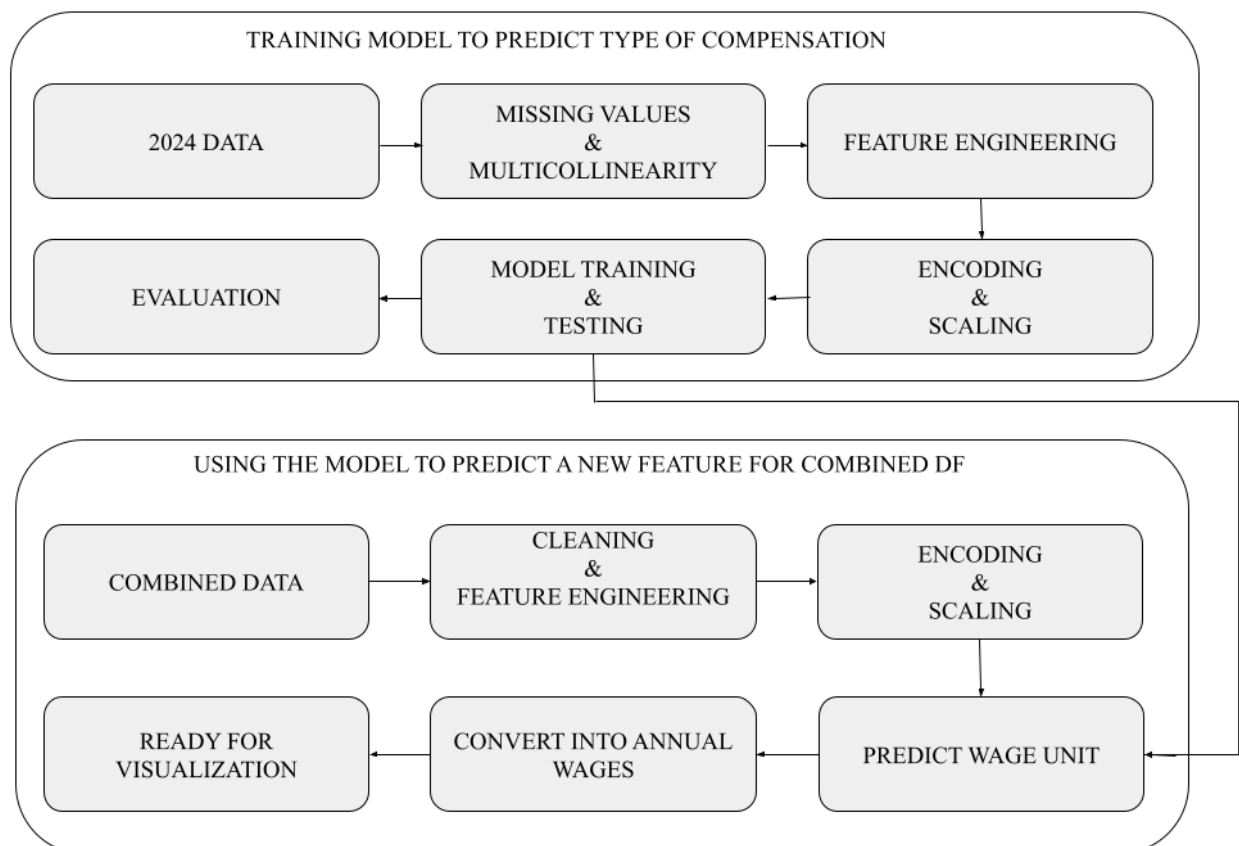 TRAINING MODEL TO PREDICT TYPE OF COMPENSATION
2024 DATA
MISSING VALUES
&
MULTICOLLINEARITY
FEATURE ENGINEERING
EVALUATION
MODEL TRAINING
&
TESTING
ENCODING
&
SCALING
USING THE MODEL TO PREDICT A NEW FEATURE FOR COMBINED DF
COMBINED DATA
CLEANING
&
FEATURE ENGINEERING
ENCODING
&
SCALING
READY FOR
VISUALIZATION
CONVERT INTO ANNUAL
WAGES
PREDICT WAGE UNIT